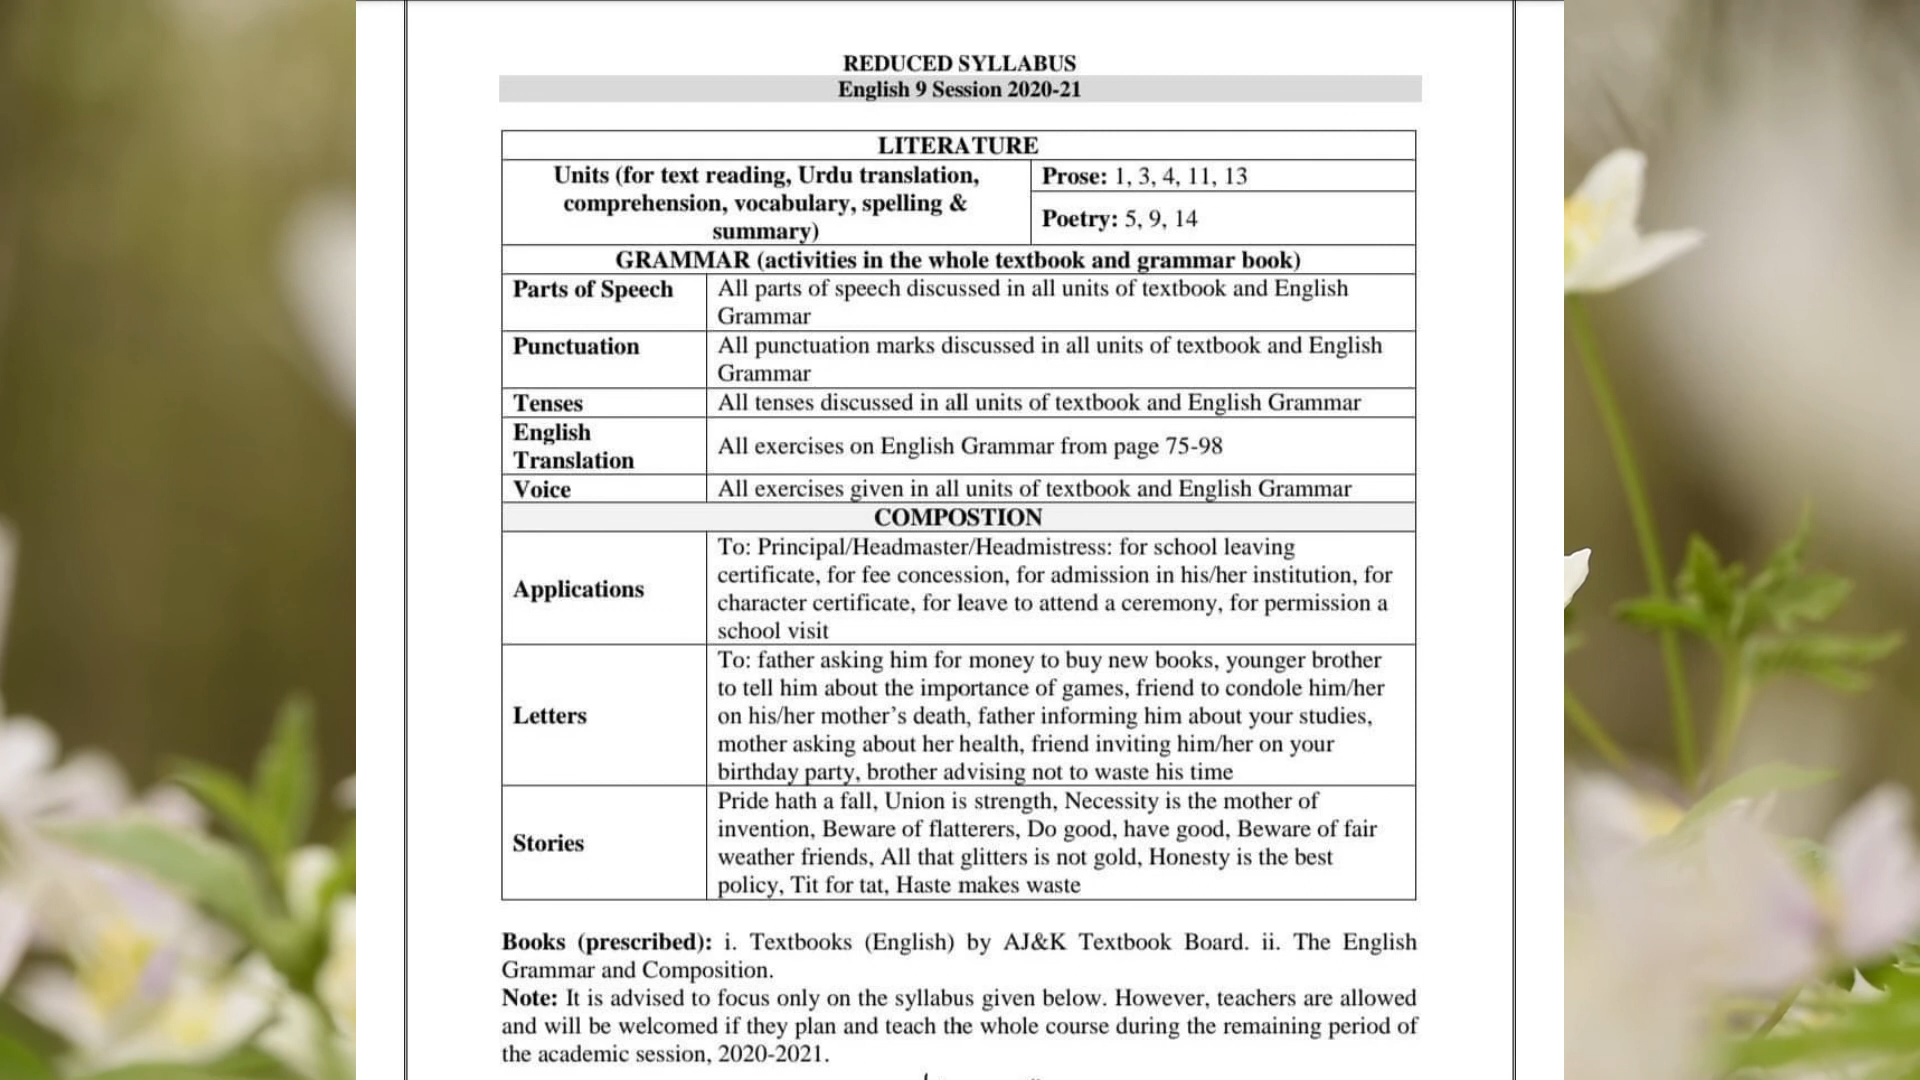 REDUCED SYLLABUS
English 9 Session 2020-21
LITERATURE
Units (for text reading, Urdu translation,
comprehension, vocabulary, spelling &
summary)
Prose: 1, 3, 4, 11, 13
Poetry: 5, 9, 14
GRAMMAR (activities in the whole textbook and grammar book)
Parts of Speech
All parts of speech discussed in all units of textbook and English
Grammar
Punctuation
All punctuation marks discussed in all units of textbook and English
Grammar
Tenses
All tenses discussed in all units of textbook and English Grammar
English
Translation
All exercises on English Grammar from page 75-98
Voice
All exercises given in all units of textbook and English Grammar
COMPOSTION
Applications
To: Principal/Headmaster/Headmistress: for school leaving
certificate, for fee concession, for admission in his/her institution, for
character certificate, for leave to attend a ceremony, for permission a
school visit
Letters
To: father asking him for money to buy new books, younger brother
to tell him about the importance of games, friend to condole him/her
on his/her mother’s death, father informing him about your studies,
mother asking about her health, friend inviting him/her on your
birthday party, brother advising not to waste his time
Stories
Pride hath a fall, Union is strength, Necessity is the mother of
invention, Beware of flatterers, Do good, have good, Beware of fair
weather friends, All that glitters is not gold, Honesty is the best
policy, Tit for tat, Haste makes waste
Books (prescribed): i. Textbooks (English) by AJ&K Textbook Board. ii. The English
Grammar and Composition.
Note: It is advised to focus only on the syllabus given below. However, teachers are allowed
and will be welcomed if they plan and teach the whole course during the remaining period of
the academic session, 2020-2021.